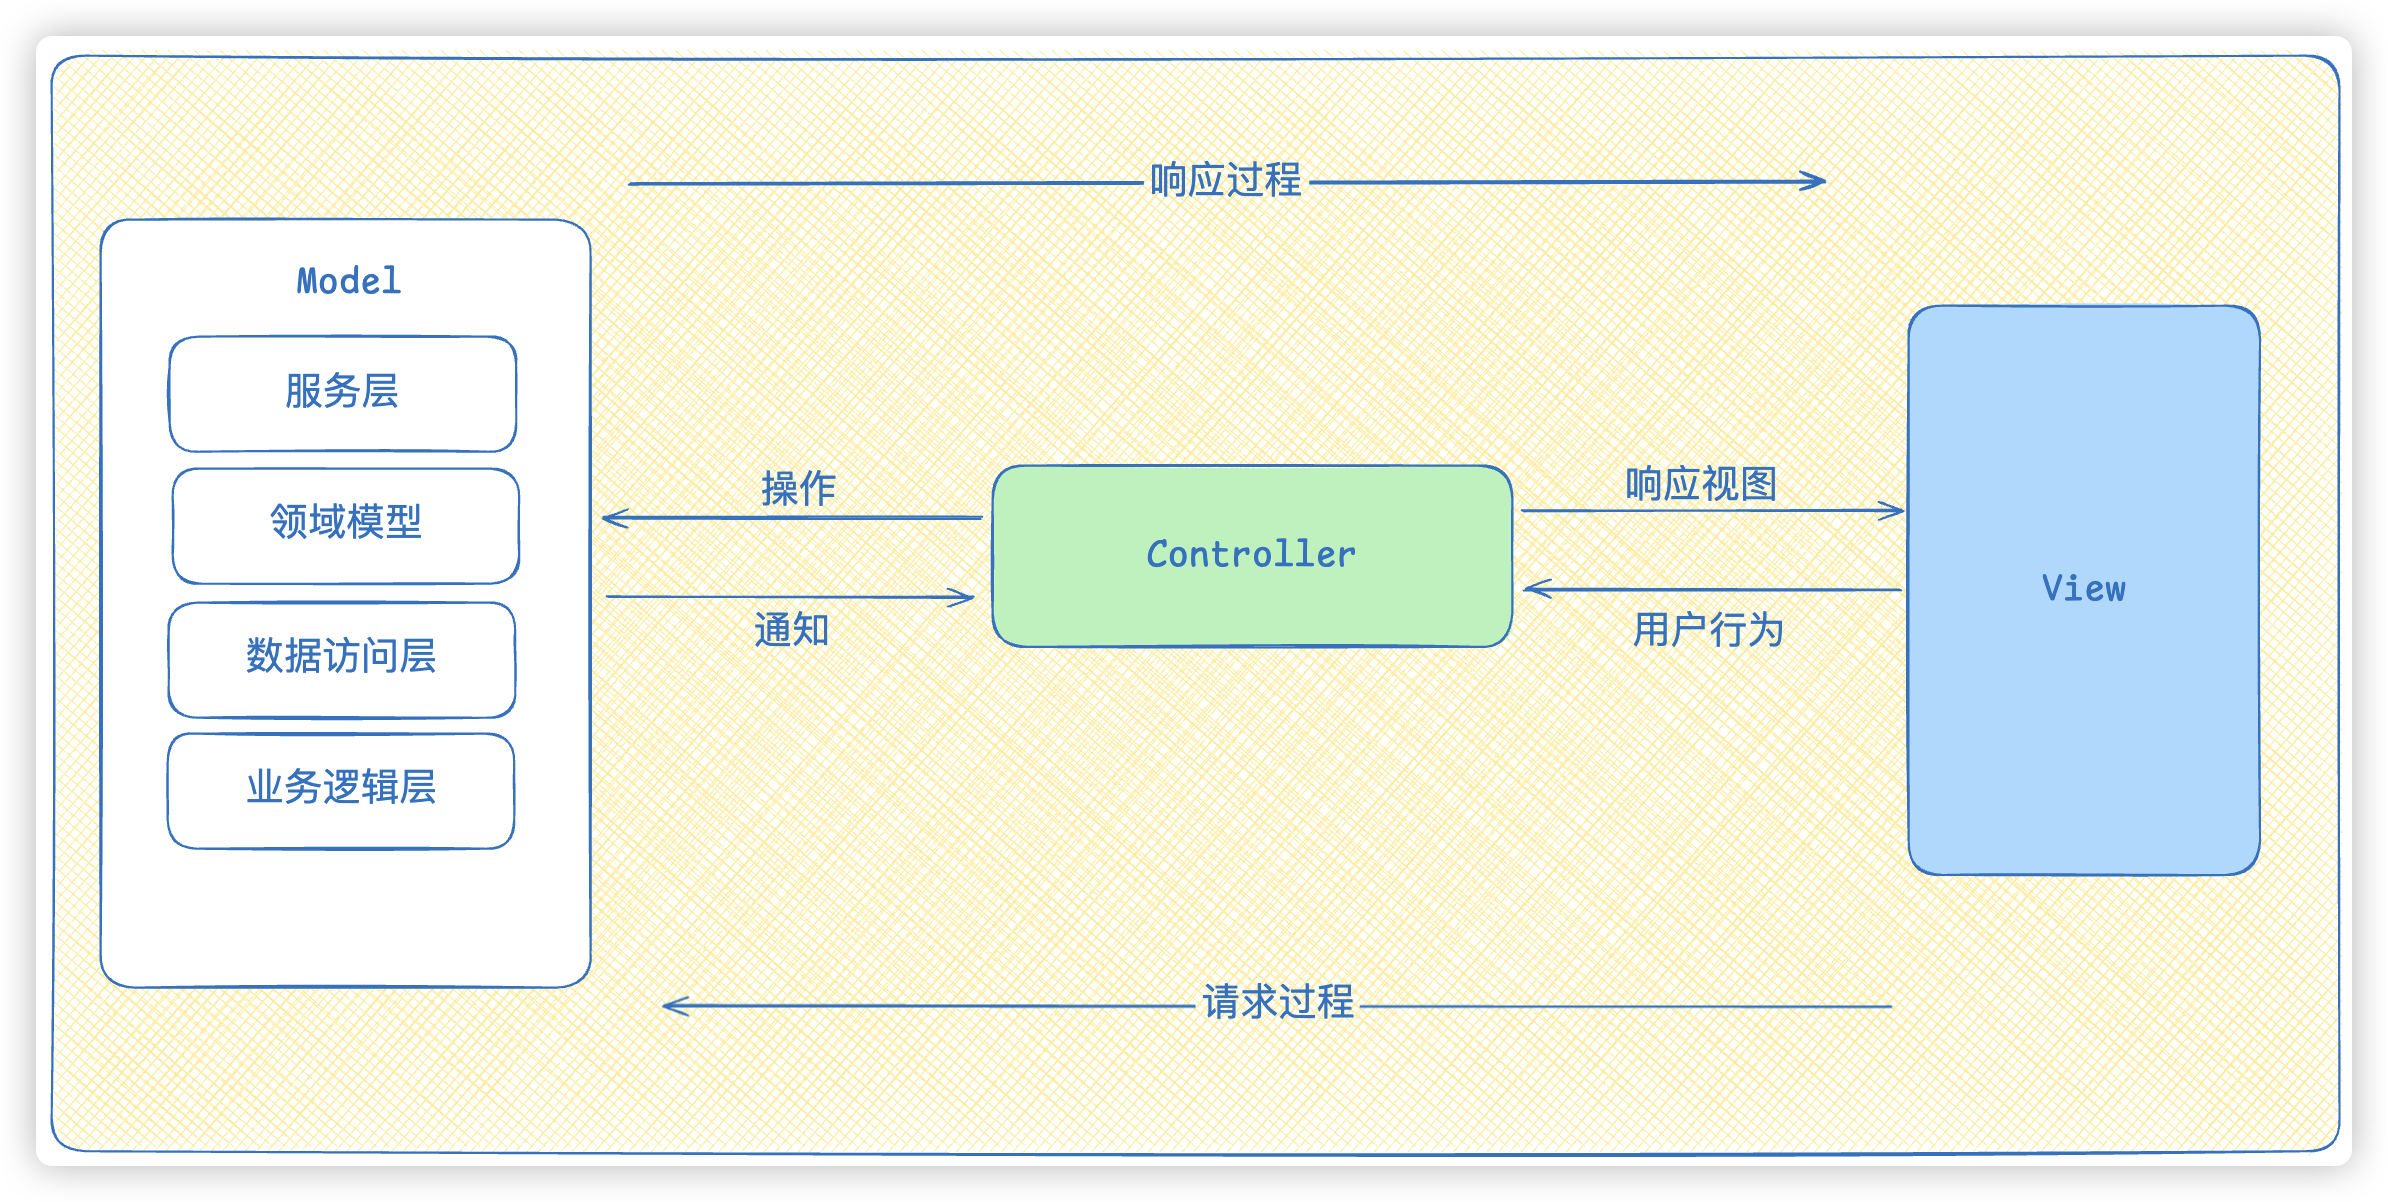 响应过程
Model
服务层
领域模型
数据访问层
业务逻辑层
操作
通知
Controller
响应视图
用户行为
View
请求过程